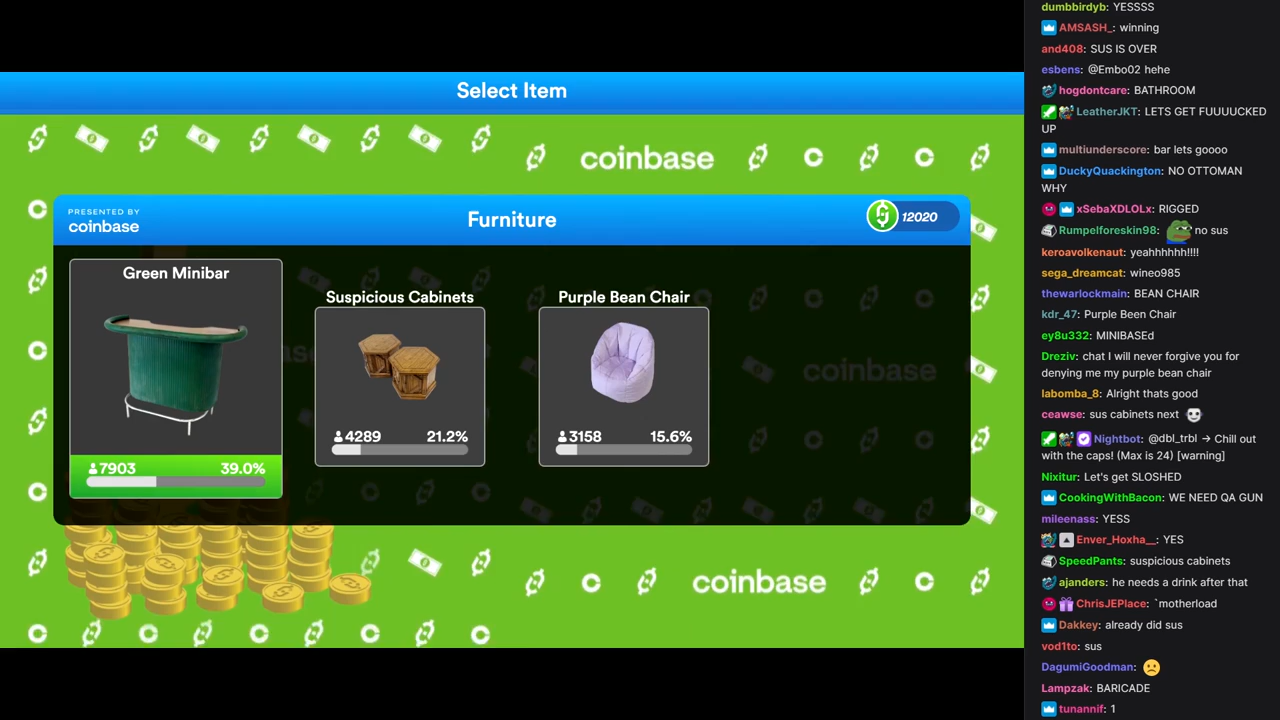 Select Item
coinbase
PRESENTED BY
coinbase
Furniture
12020
Green Minibar
7903 39.0%
Suspicious Cabinets
4289 21.2%
Purple Bean Chair
3158 15.6%
coinbase
coinbase
dumbbirdyb: YESSSS
AMSASH_: winning
and408: SUS IS OVER
esbens: @Embo02 hehe
hogdontcare: BATHROOM
LeatherJKT: LETS GET FUUUUCKED
UP
multiunderscore: bar lets goooo
DuckyQuackington: NO OTTOMAN
WHY
xSebaXDLOLx: RIGGED
Rumpelforeskin98: no sus
keroavolkenaut: yeahhhhhh!!!!
sega_dreamcat: wineo985
thewarlockmain: BEAN CHAIR
kdr_47: Purple Bean Chair
ey8u332: MINIBASEd
Dreziv: chat I will never forgive you for
denying me my purple bean chair
labomba_8: Alright thats good
ceawse: sus cabinets next
Nightbot: @dbl_trbl → Chill out
with the caps! (Max is 24) [warning]
Nixitur: Let's get SLOSHED
CookingWithBacon: WE NEED QA GUN
mileenass: YESS
Enver_Hoxha__: YES
SpeedPants: suspicious cabinets
ajanders: he needs a drink after that
ChrisJEPlace: `motherload
Dakkey: already did sus
vod1to: sus
DagumiGoodman:
Lampzak: BARICADE
tunannif: 1